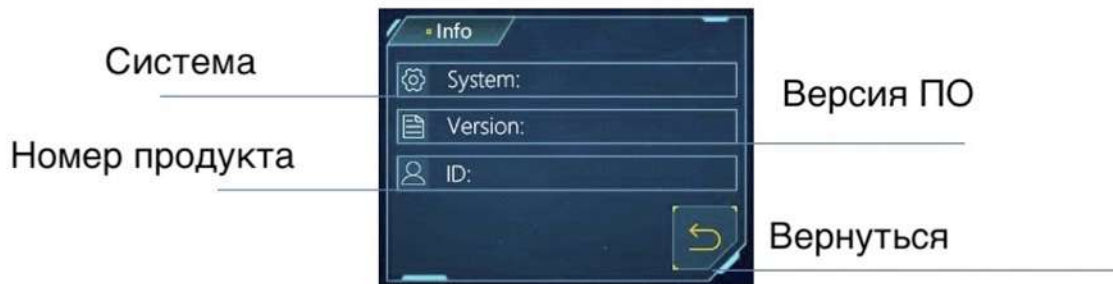 Info
Система
System:
Версия ПО
Version:
Номер продукта
ID:
Вернуться